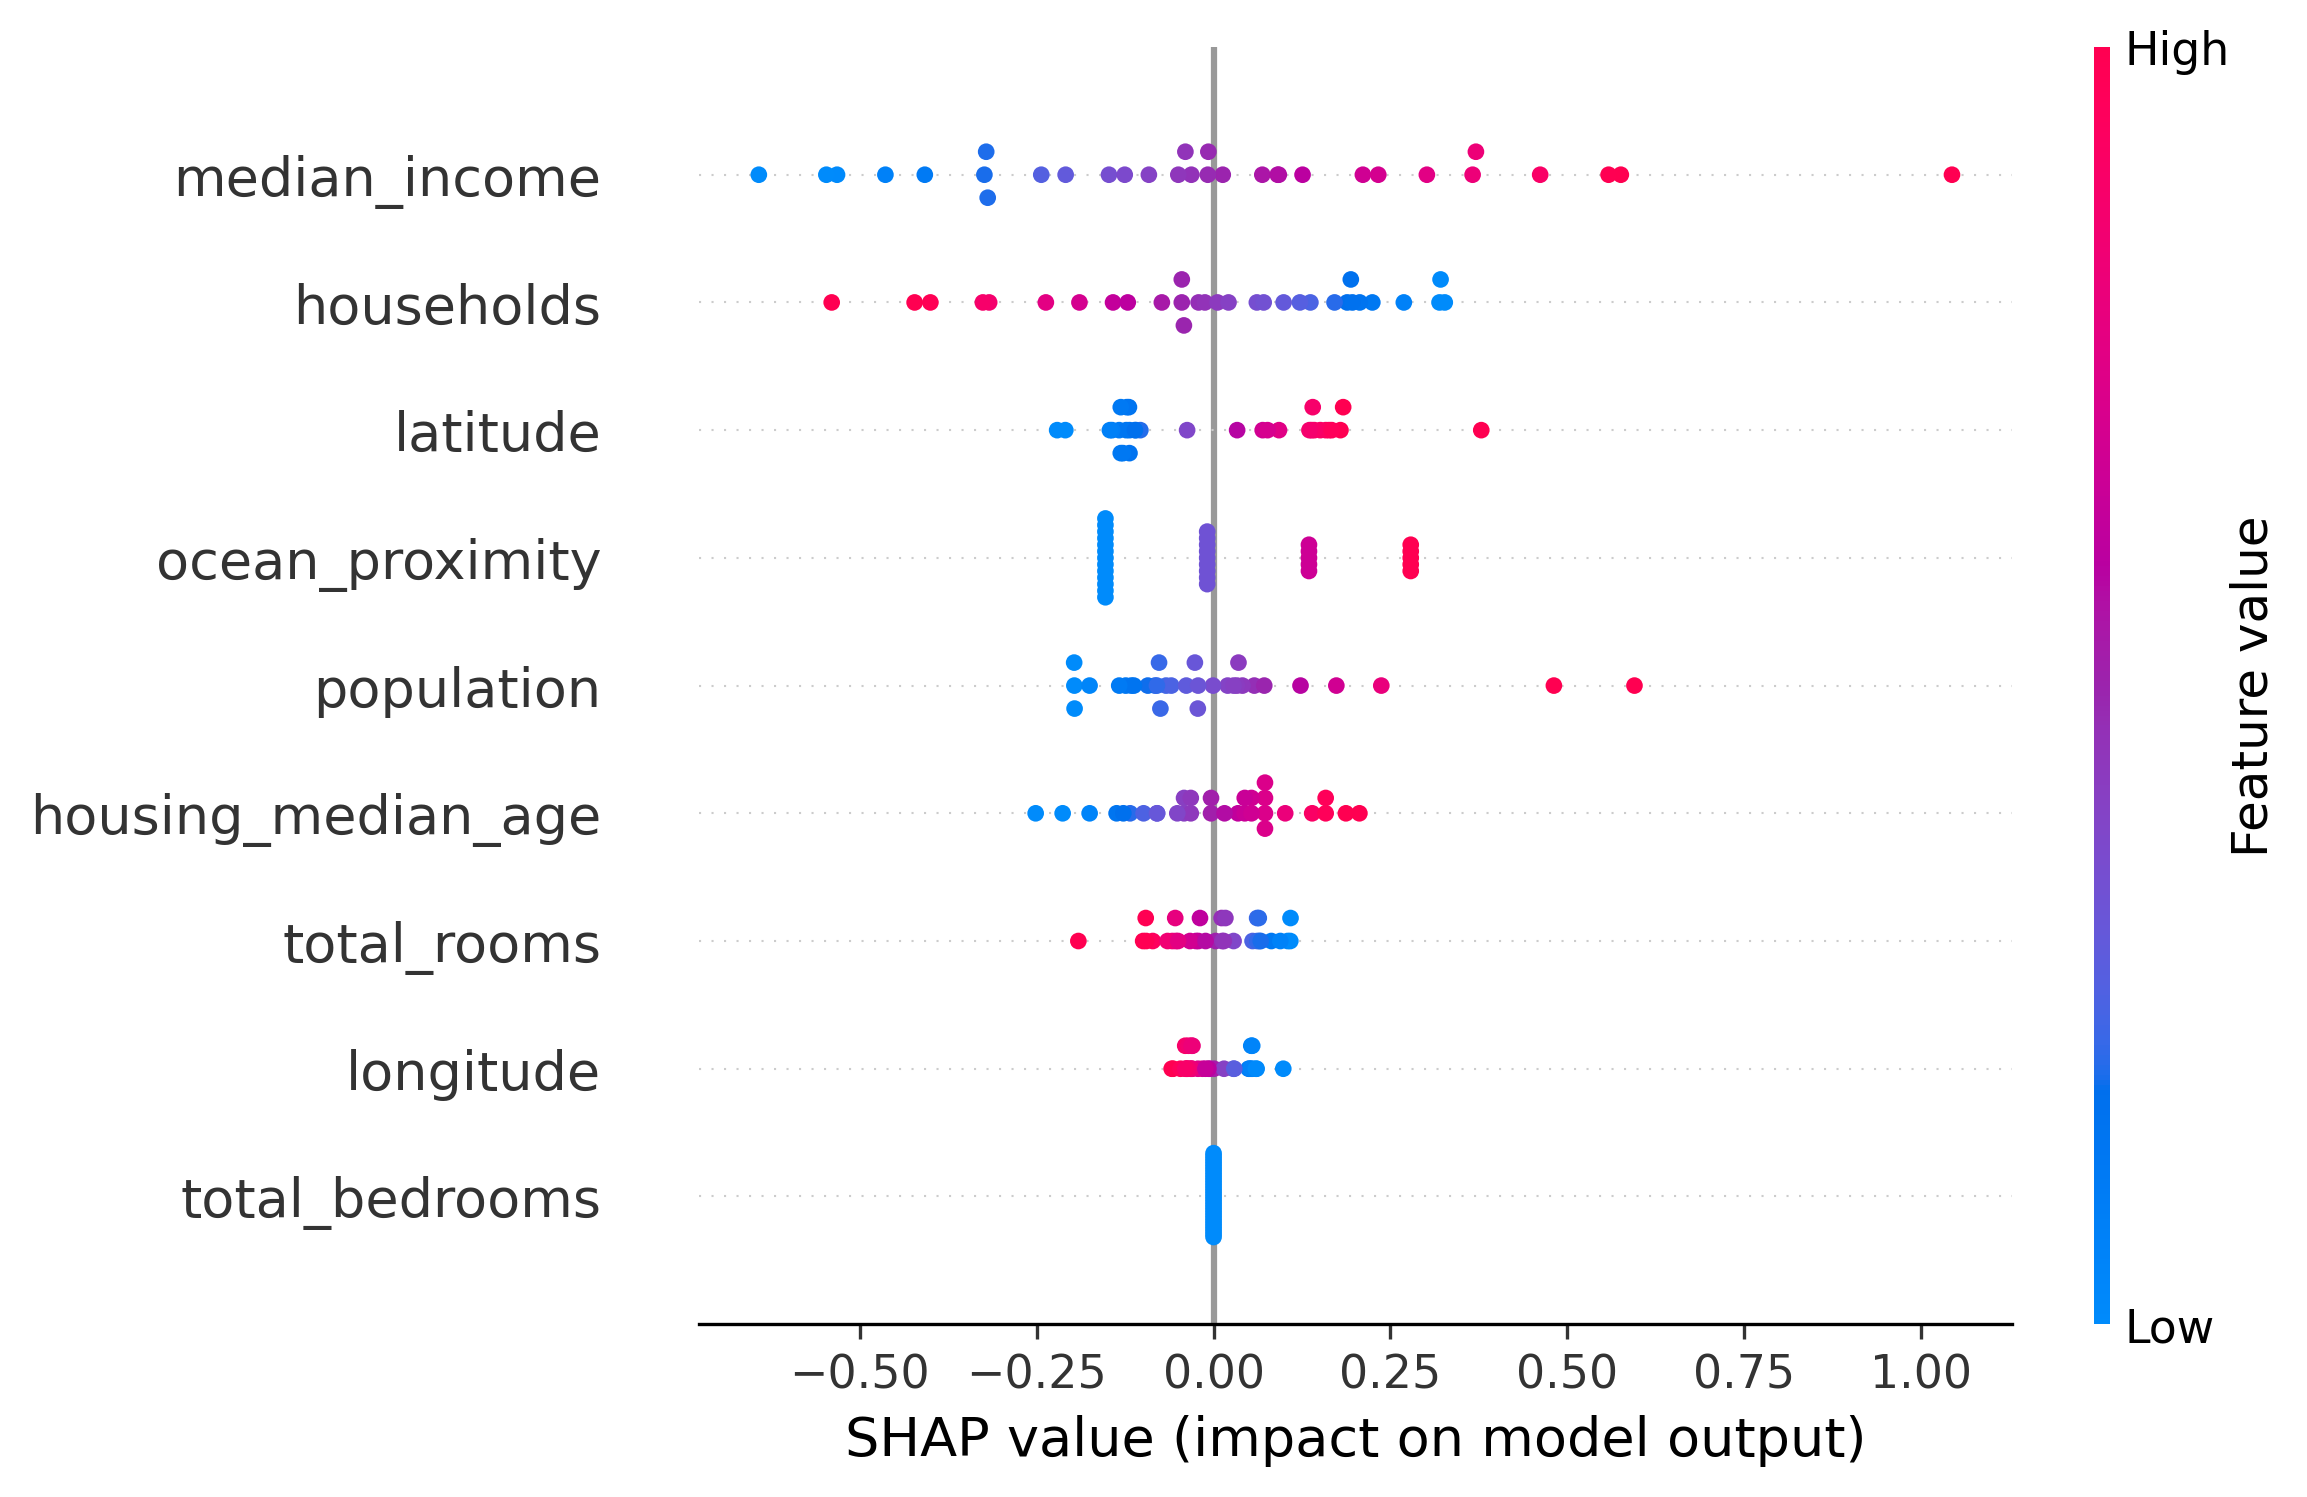 High
median_income
households
latitude
ocean_proximity
population
housing_median_age
total_rooms
longitude
total_bedrooms
Feature value
Low
−0.50 −0.25 0.00 0.25 0.50 0.75 1.00
SHAP value (impact on model output)